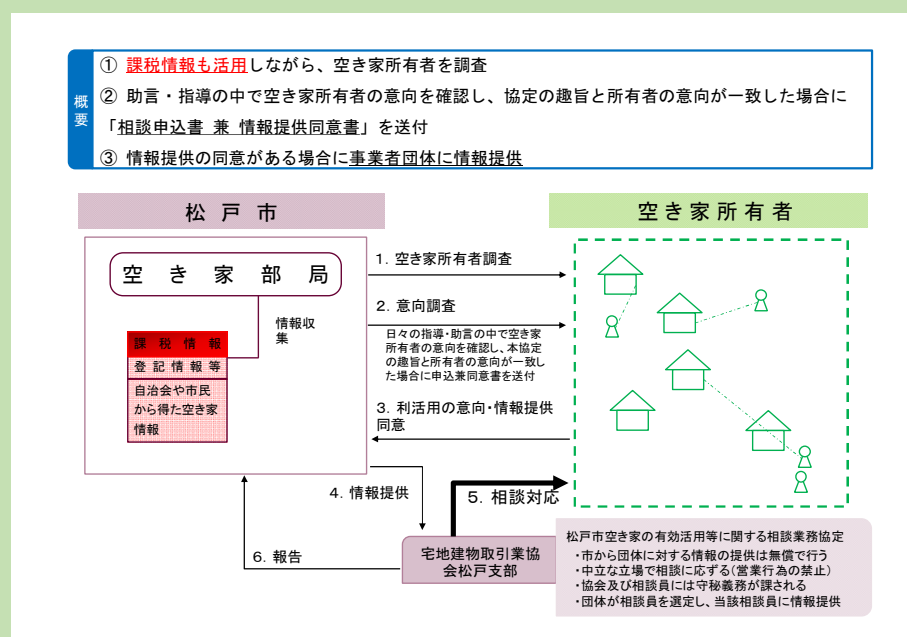 概要
① 課税情報も活用しながら、空き家所有者を調査
② 助言・指導の中で空き家所有者の意向を確認し、協定の趣旨と所有者の意向が一致した場合に
「相談申込書 兼 情報提供同意書」を送付
③ 情報提供の同意がある場合に事業者団体に情報提供
松戸市
空き家所有者
空き家部局
情報収
集
課税情報
登記情報等
自治会や市民
から得た空き家
情報
1. 空き家所有者調査
2. 意向調査
日々の指導・助言の中で空き家
所有者の意向を確認し、本協定
の趣旨と所有者の意向が一致し
た場合に申込兼同意書を送付
3. 利活用の意向・情報提供
同意
4. 情報提供
5. 相談対応
6. 報告
宅地建物取引業協
会松戸支部
松戸市空き家の有効活用等に関する相談業務協定
・市から団体に対する情報の提供は無償で行う
・中立な立場で相談に応ずる(営業行為の禁止)
・協会及び相談員には守秘義務が課される
・団体が相談員を選定し、当該相談員に情報提供